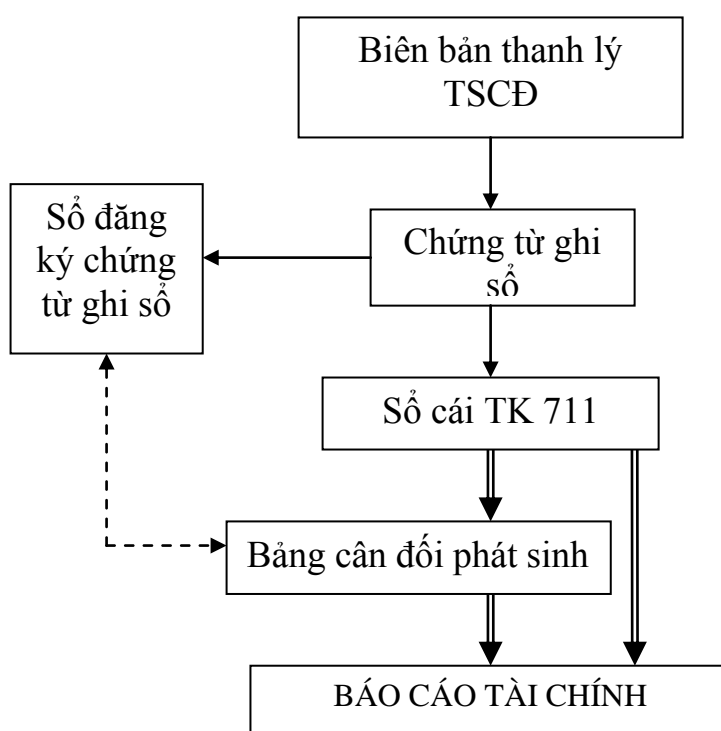 Biên bản thanh lý
TSCĐ
Sổ đăng
ký chứng
từ ghi sổ
Chứng từ ghi
sổ
Sổ cái TK 711
Bảng cân đối phát sinh
BÁO CÁO TÀI CHÍNH